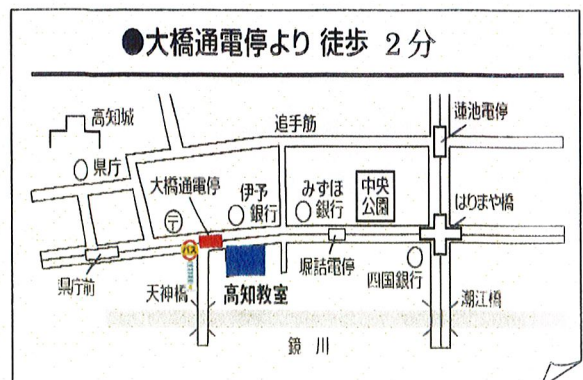 ●大橋通電停より 徒歩 2分
高知城
県庁
追手筋
蓮池電停
大橋通電停
〒
伊予
銀行
みずほ
銀行
中央
公園
はりまや橋
バス
県庁前
天神橋
高知教室
堀詰電停
四国銀行
潮江橋
鏡 川